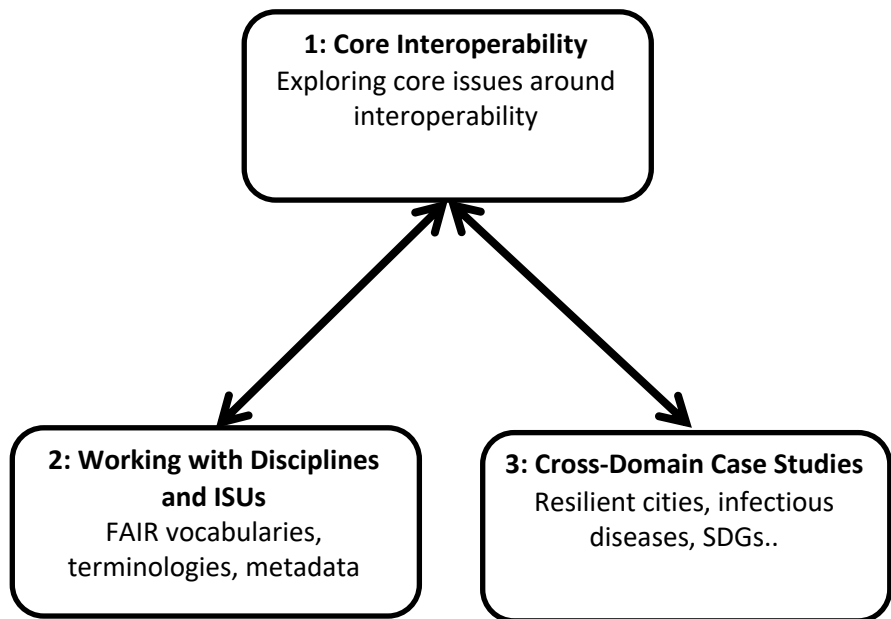 1: Core Interoperability
Exploring core issues around
interoperability
2: Working with Disciplines
and ISUs
FAIR vocabularies,
terminologies, metadata
3: Cross-Domain Case Studies
Resilient cities, infectious
diseases, SDGs..